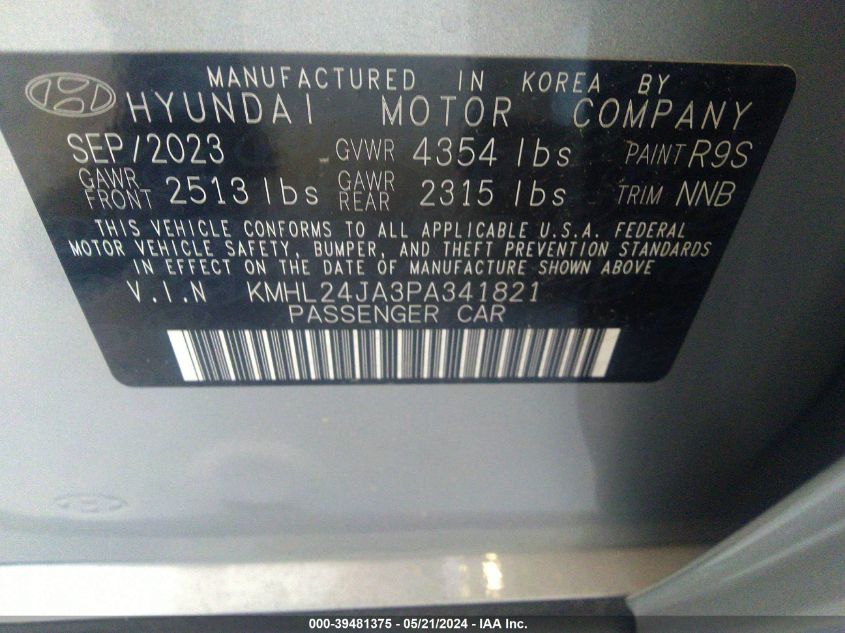 MANUFACTURED IN KOREA BY
HYUNDAI MOTOR COMPANY
SEP/2023 GVWR 4354 lbs PAINT R9S
GAWR FRONT 2513 lbs GAWR REAR 2315 lbs TRIM NNB
THIS VEHICLE CONFORMS TO ALL APPLICABLE U.S.A. FEDERAL
MOTOR VEHICLE SAFETY, BUMPER, AND THEFT PREVENTION STANDARDS
IN EFFECT ON THE DATE OF MANUFACTURE SHOWN ABOVE
V.I.N KMHL24JA3PA341821
PASSENGER CAR
000-39481375 - 05/21/2024 - IAA Inc.